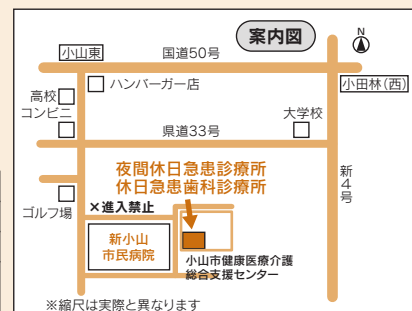 案内図
N
小山東
国道50号
小田林(西)
ハンバーガー店
高校
コンビニ
大学校
県道33号
新4号
夜間休日急患診療所
休日急患歯科診療所
ゴルフ場
×進入禁止
新小山
市民病院
小山市健康医療介護
総合支援センター
※縮尺は実際と異なります